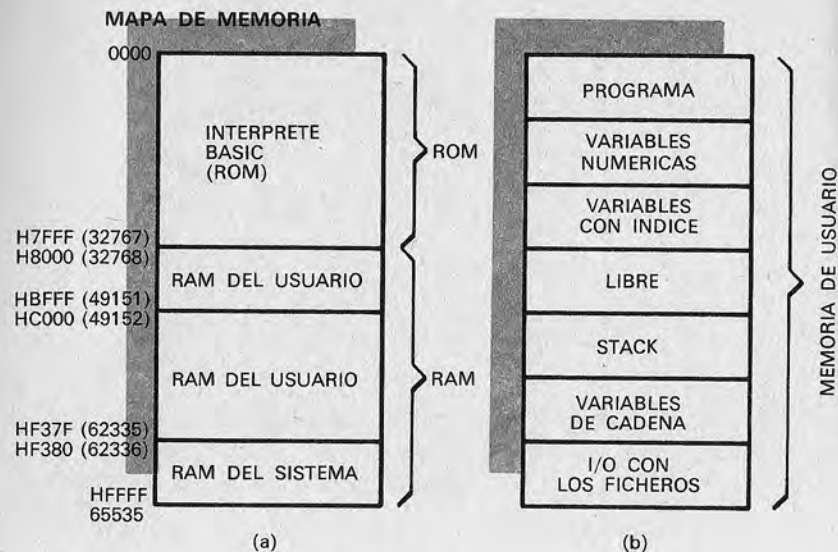 MAPA DE MEMORIA
0000
INTERPRETE
BASIC
(ROM)
ROM
H7FFF (32767)
H8000 (32768)
RAM DEL USUARIO
HBFFF (49151)
HC000 (49152)
RAM DEL USUARIO
RAM
HF37F (62335)
HF380 (62336)
RAM DEL SISTEMA
HFFFF
65535
(a)
PROGRAMA
VARIABLES
NUMERICAS
VARIABLES
CON INDICE
LIBRE
STACK
VARIABLES
DE CADENA
I/O CON
LOS FICHEROS
MEMORIA DE USUARIO
(b)